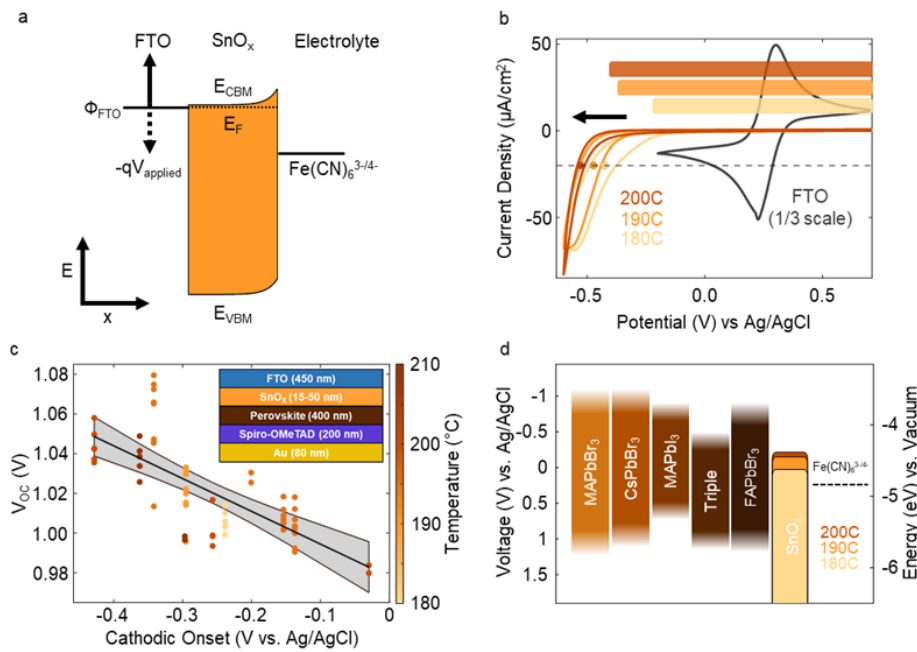 a
FTO SnOx Electrolyte
ECBM
ΦFTO
EF
-qVapplied
Fe(CN)6 3-/4-
E
x
EVBM
b
Current Density (μA/cm2)
50
0
-50
200C
190C
180C
FTO
(1/3 scale)
-0.5 0.0 0.5
Potential (V) vs Ag/AgCl
c
VOC (V)
1.08
1.06
1.04
1.02
1.00
0.98
FTO (450 nm)
SnOx (15-50 nm)
Perovskite (400 nm)
Spiro-OMeTAD (200 nm)
Au (80 nm)
-0.4 -0.3 -0.2 -0.1 0
Cathodic Onset (V vs. Ag/AgCl)
210
200
190
180
Temperature (°C)
d
Voltage (V) vs. Ag/AgCl
-1
-0.5
0
0.5
1
1.5
MAPbBr3
CsPbBr3
MAPbI3
Triple
FAPbBr3
SnOx
Fe(CN)6 3-/4-
200C
190C
180C
-4
-5
-6
Energy (eV) vs. Vacuum